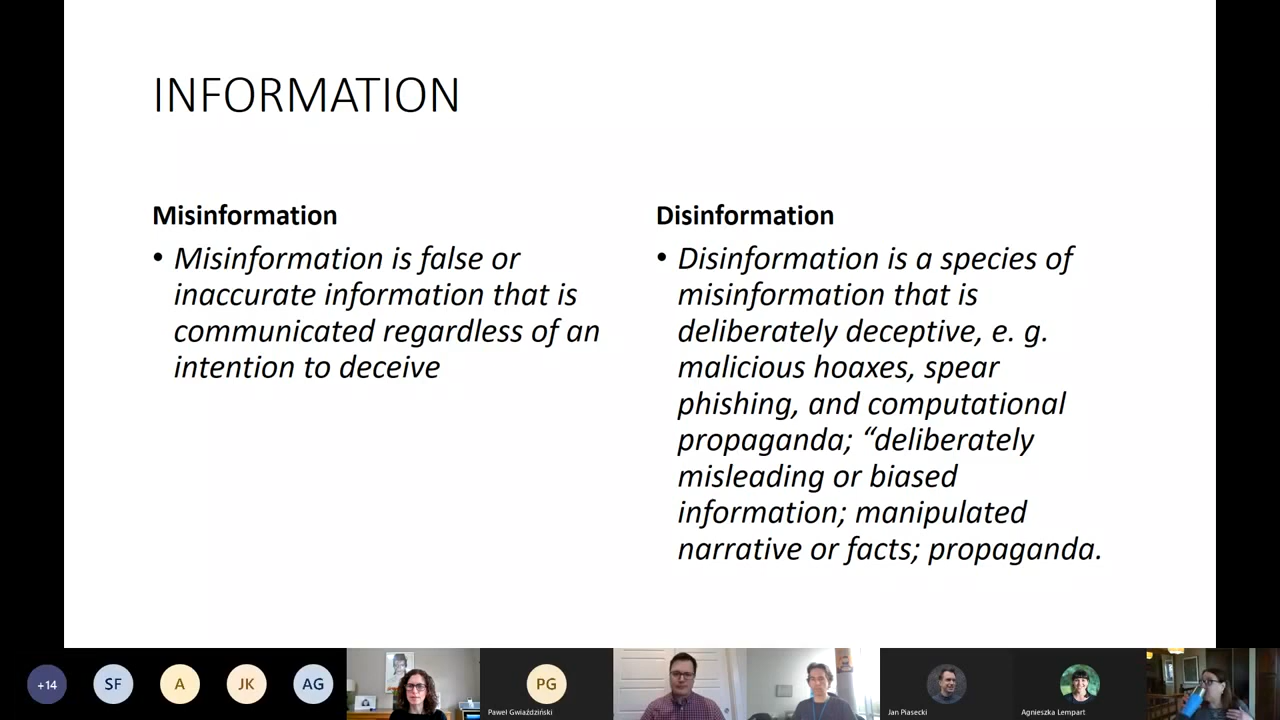 INFORMATION
Misinformation
• Misinformation is false or
inaccurate information that is
communicated regardless of an
intention to deceive
Disinformation
• Disinformation is a species of
misinformation that is
deliberately deceptive, e. g.
malicious hoaxes, spear
phishing, and computational
propaganda; “deliberately
misleading or biased
information; manipulated
narrative or facts; propaganda.
+14
SF
A
JK
AG
PG
Paweł Gwiaździński
Jan Piasecki
Agnieszka Lempart